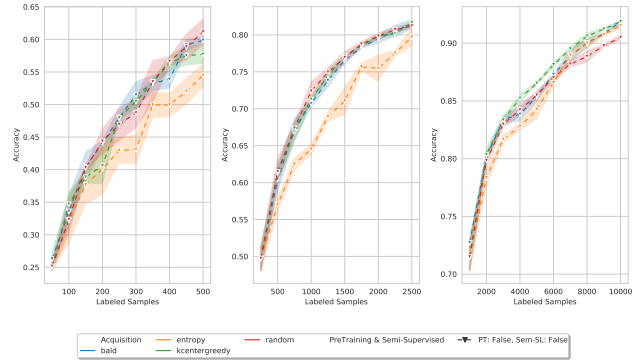 0.65
0.60
0.55
0.50
0.45
0.40
0.35
0.30
0.25
Accuracy
100 200 300 400 500
Labeled Samples
0.80
0.75
0.70
0.65
0.60
0.55
0.50
Accuracy
500 1000 1500 2000 2500
Labeled Samples
0.90
0.85
0.80
0.75
0.70
Accuracy
2000 4000 6000 8000 10000
Labeled Samples
Acquisition entropy random PreTraining & Semi-Supervised PT: False, Sem-SL: False
bald kcentergreedy